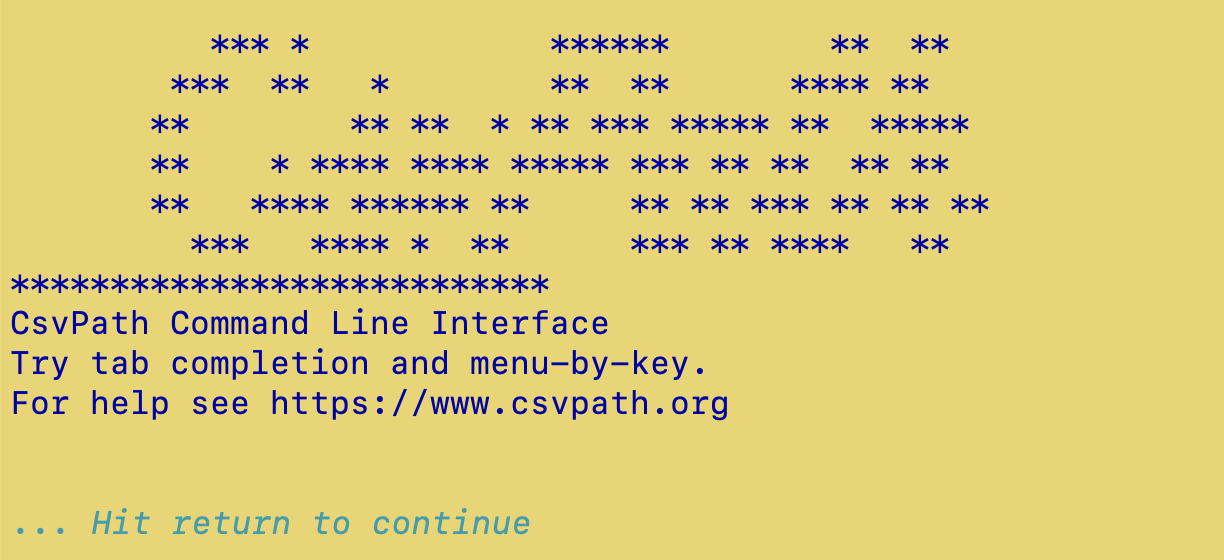 ***************************
CsvPath Command Line Interface
Try tab completion and menu-by-key.
For help see https://www.csvpath.org
... Hit return to continue